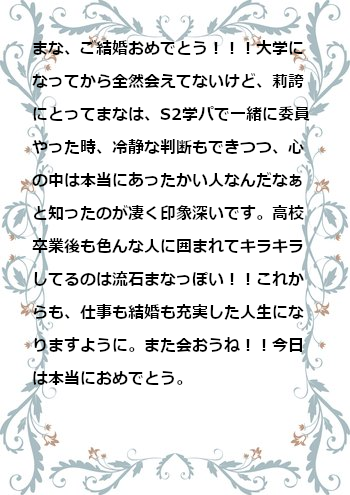 まな、ご結婚おめでとう！！！大学に
なってから全然会えてないけど、莉誇
にとってまなは、S2学パで一緒に委員
やった時、冷静な判断もできつつ、心
の中は本当にあったかい人なんだなぁ
と知ったのが凄く印象深いです。高校
卒業後も色んな人に囲まれてキラキラ
してるのは流石まなっぽい！！これか
らも、仕事も結婚も充実した人生にな
りますように。また会おうね！！今日
は本当におめでとう。